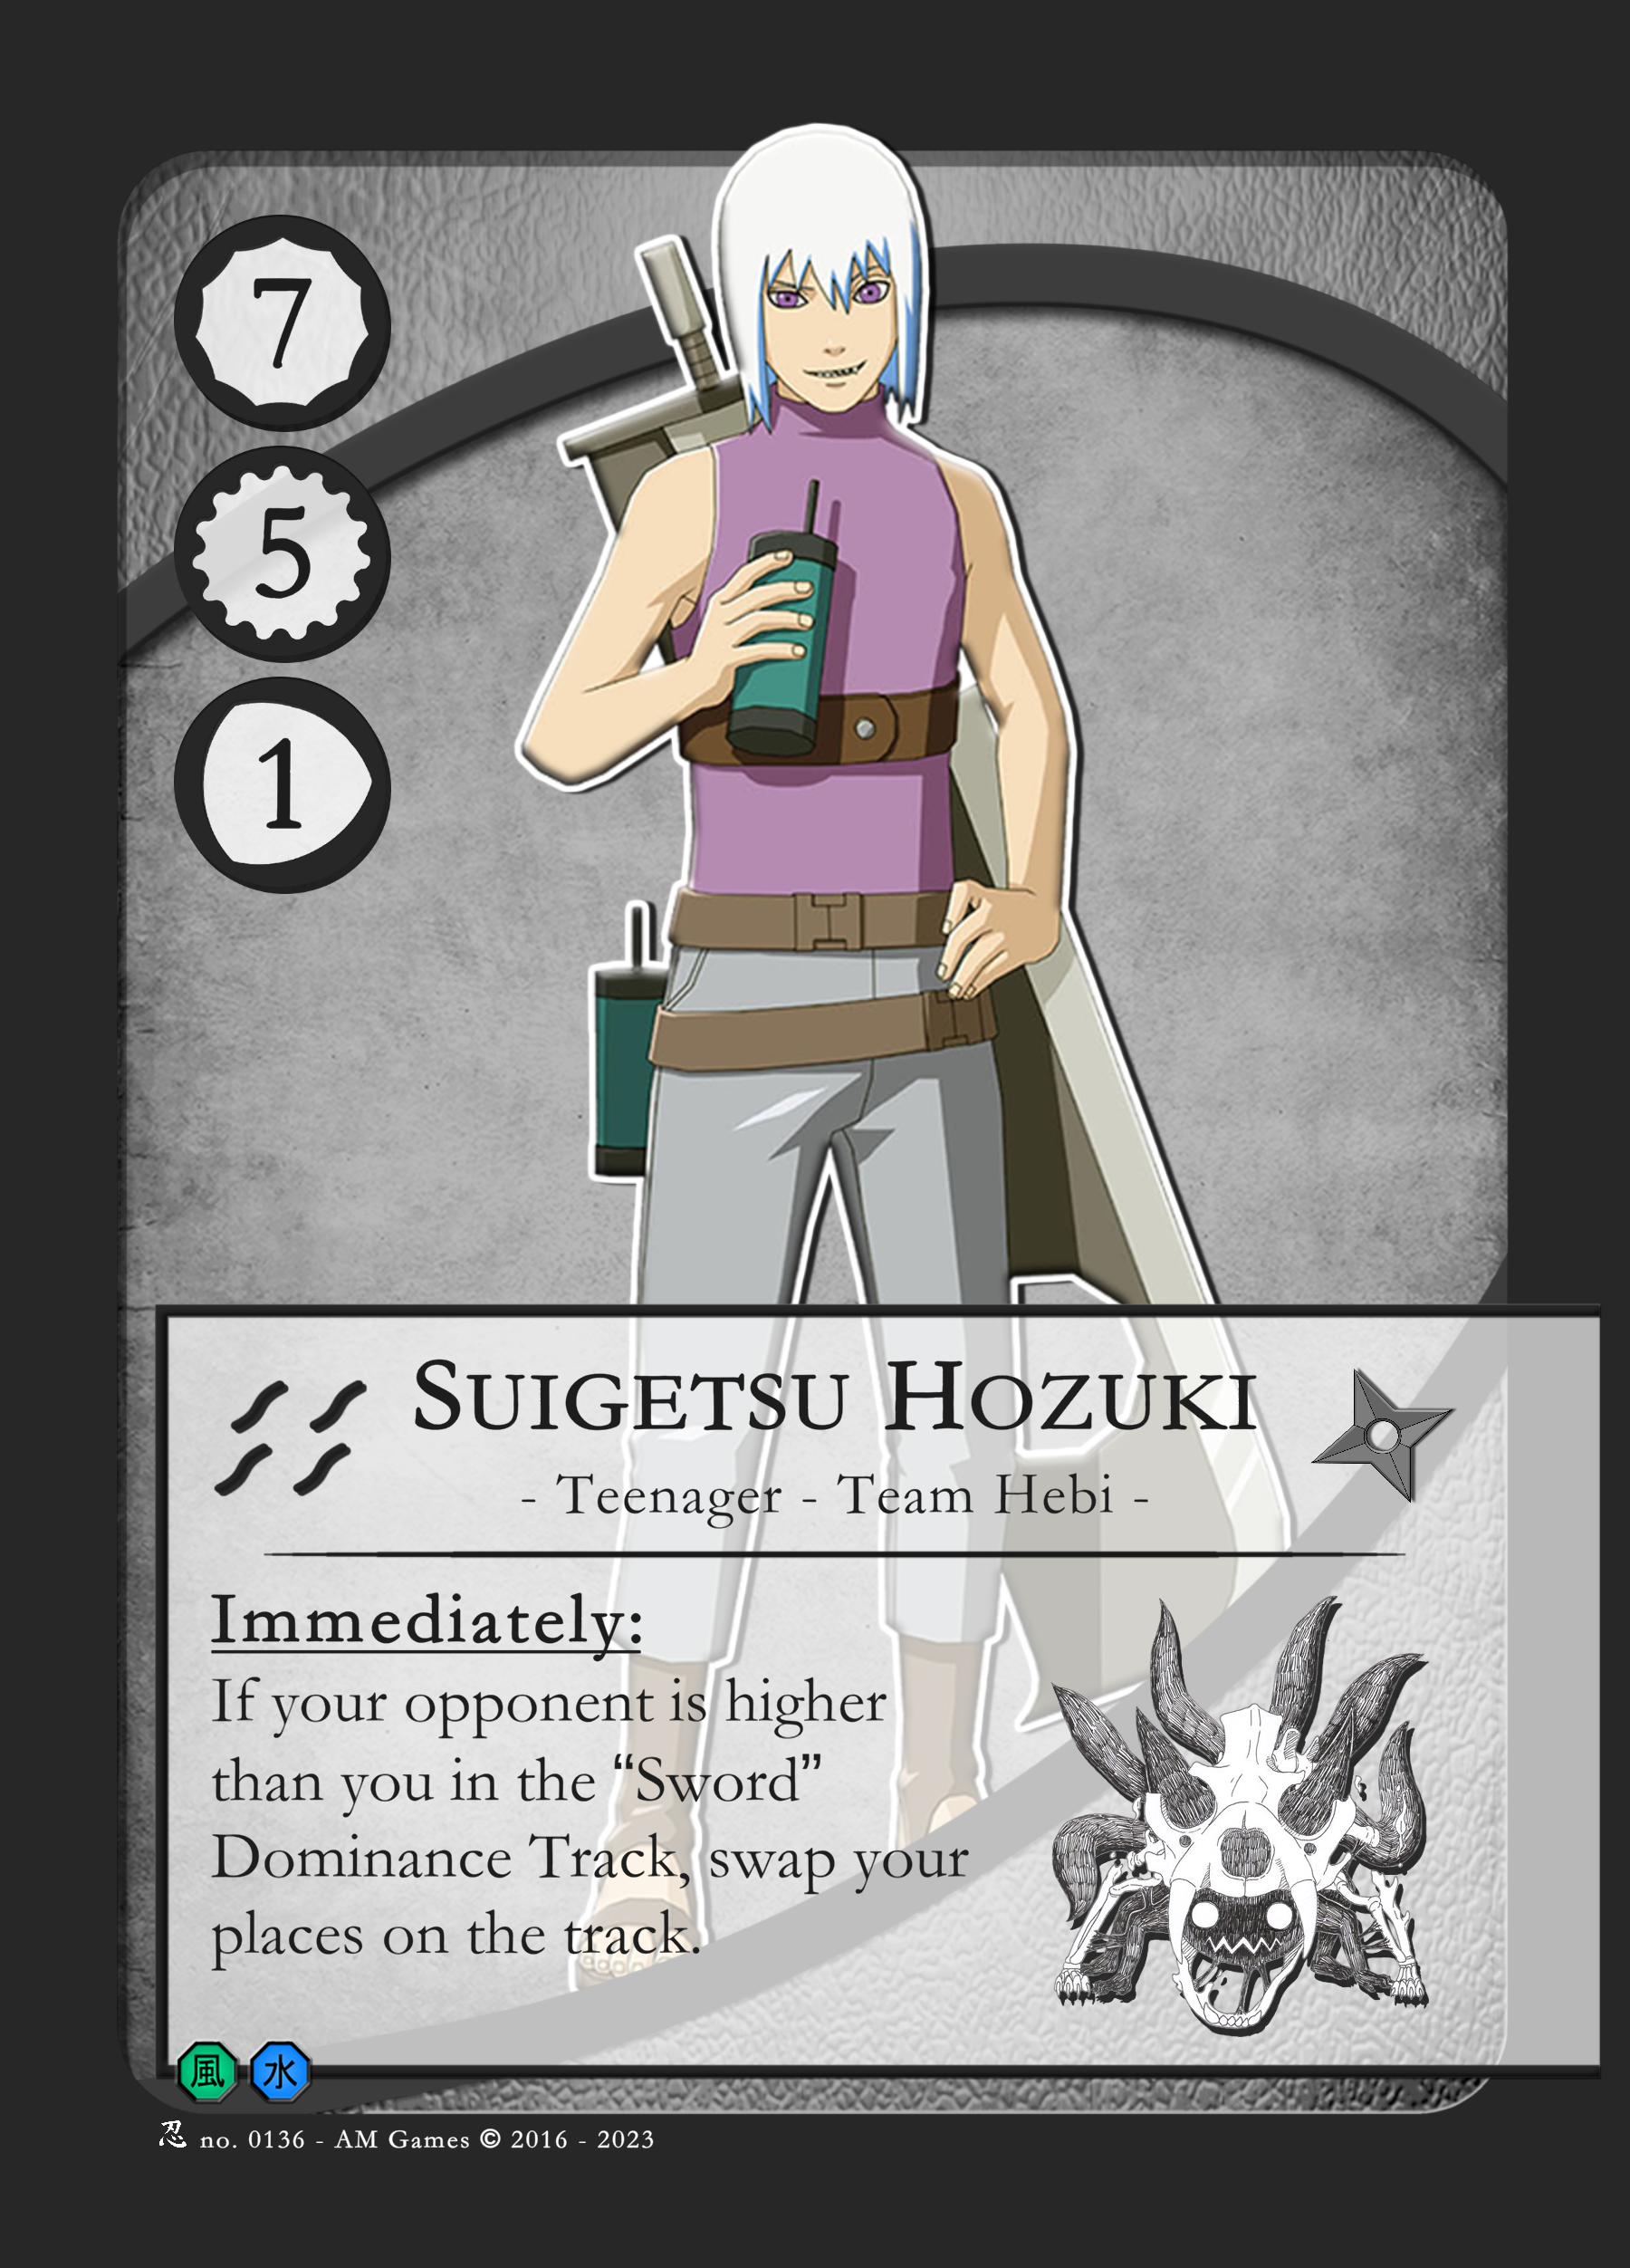 7
5
1
SUIGETSU HOZUKI
- Teenager - Team Hebi -
Immediately:
If your opponent is higher
than you in the “Sword”
Dominance Track, swap your
places on the track.
風 水
忍 no. 0136 - AM Games © 2016 - 2023